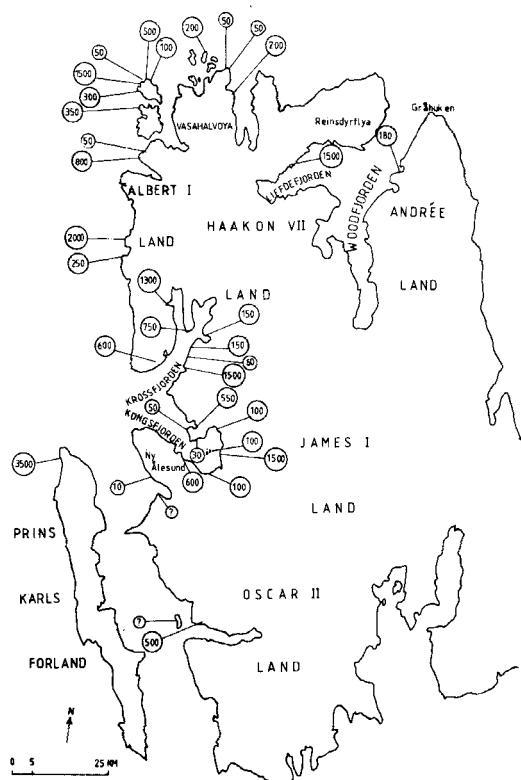 50
500
100
200
50
50
200
1500
300
350
VASAHALVØYA
Reinsdyrflya
Gråhuken
50
800
1500
180
LIEFDEFJORDEN
ALBERT I
HAAKON VII
WOODFJORDEN
ANDRÉE
2000
LAND
250
1300
LAND
LAND
750
150
600
150
60
1500
KROSSFJORDEN
550
50
100
KONGSFJORDEN
3500
Ny
Ålesund
30
100
1500
JAMES I
10
600
100
?
LAND
PRINS
KARLS
OSCAR II
?
500
FORLAND
LAND
N
0 5 25 KM